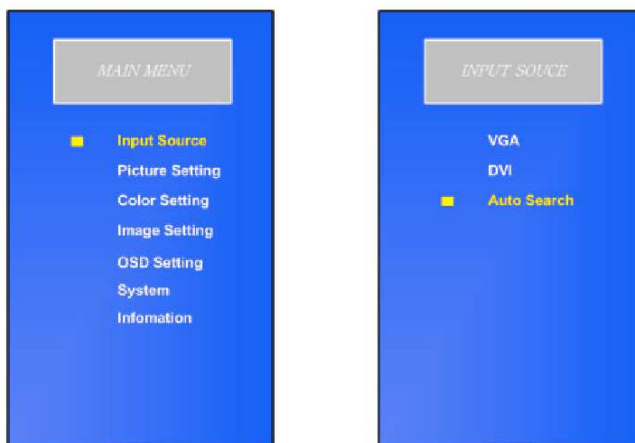 MAIN MENU
Input Source
Picture Setting
Color Setting
Image Setting
OSD Setting
System
Infomation
INPUT SOUCE
VGA
DVI
Auto Search